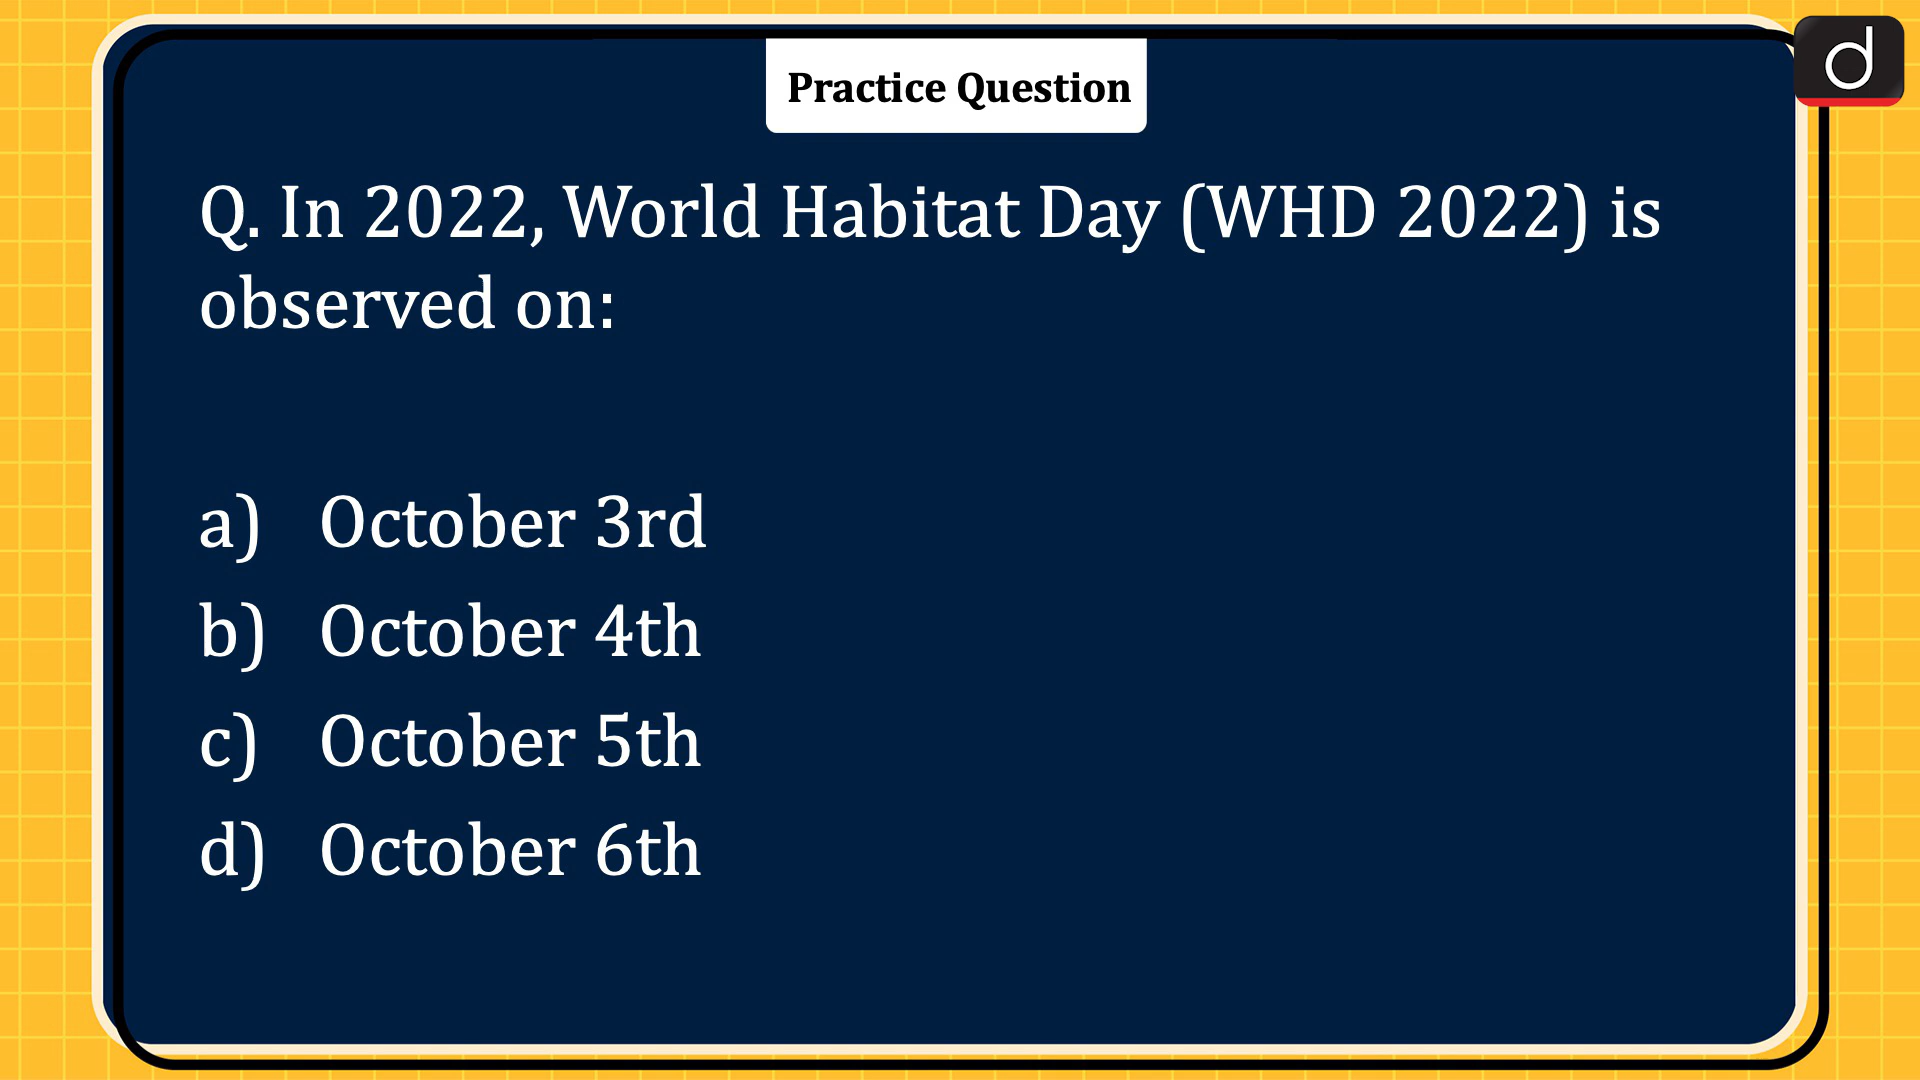 Practice Question
d
Q. In 2022, World Habitat Day (WHD 2022) is
observed on:
a) October 3rd
b) October 4th
c) October 5th
d) October 6th